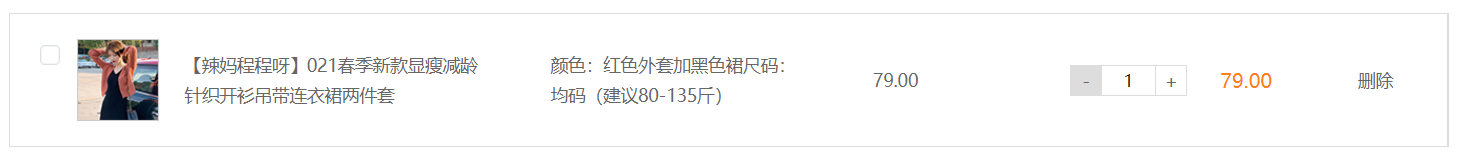 【辣妈程程呀】021春季新款显瘦减龄
针织开衫吊带连衣裙两件套
颜色：红色外套加黑色裙尺码：
均码（建议80-135斤）
79.00
- 1 +
79.00
删除